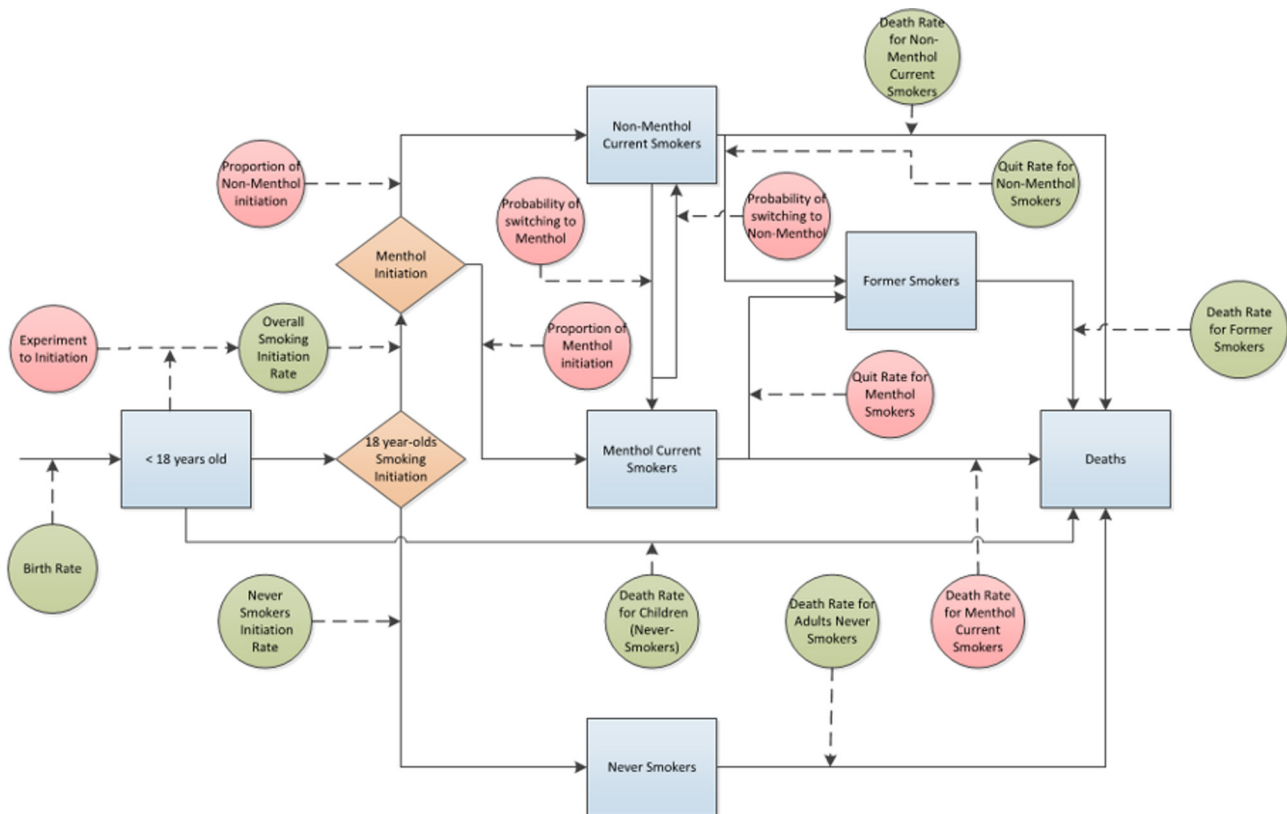 Death Rate
for Non-
Menthol
Current
Smokers
Non-Menthol
Current Smokers
Proportion of
Non-Menthol
initiation
Probability of
switching to
Menthol
Probability of
switching to
Non-Menthol
Quit Rate for
Non-Menthol
Smokers
Menthol
Initiation
Former Smokers
Experiment
to Initiation
Overall
Smoking
Initiation
Rate
Proportion of
Menthol
initiation
Death Rate
for Former
Smokers
Quit Rate for
Menthol
Smokers
< 18 years old
18 year-olds
Smoking
Initiation
Menthol Current
Smokers
Deaths
Birth Rate
Never
Smokers
Initiation
Rate
Death Rate
for Children
(Never-
Smokers)
Death Rate for
Adults Never
Smokers
Death Rate
for Menthol
Current
Smokers
Never Smokers